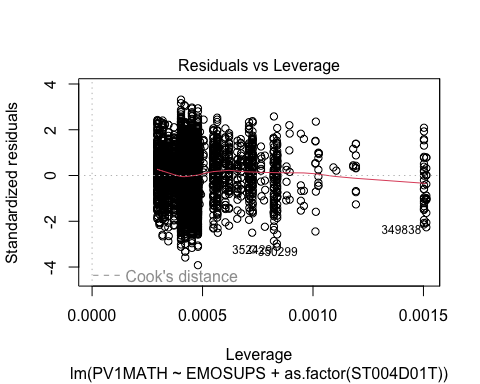 Residuals vs Leverage
Standardized residuals
4
2
0
-2
-4
349838
350299
Cook's distance
0.0000 0.0005 0.0010 0.0015
Leverage
lm(PV1MATH ~ EMOSUPS + as.factor(ST004D01T))